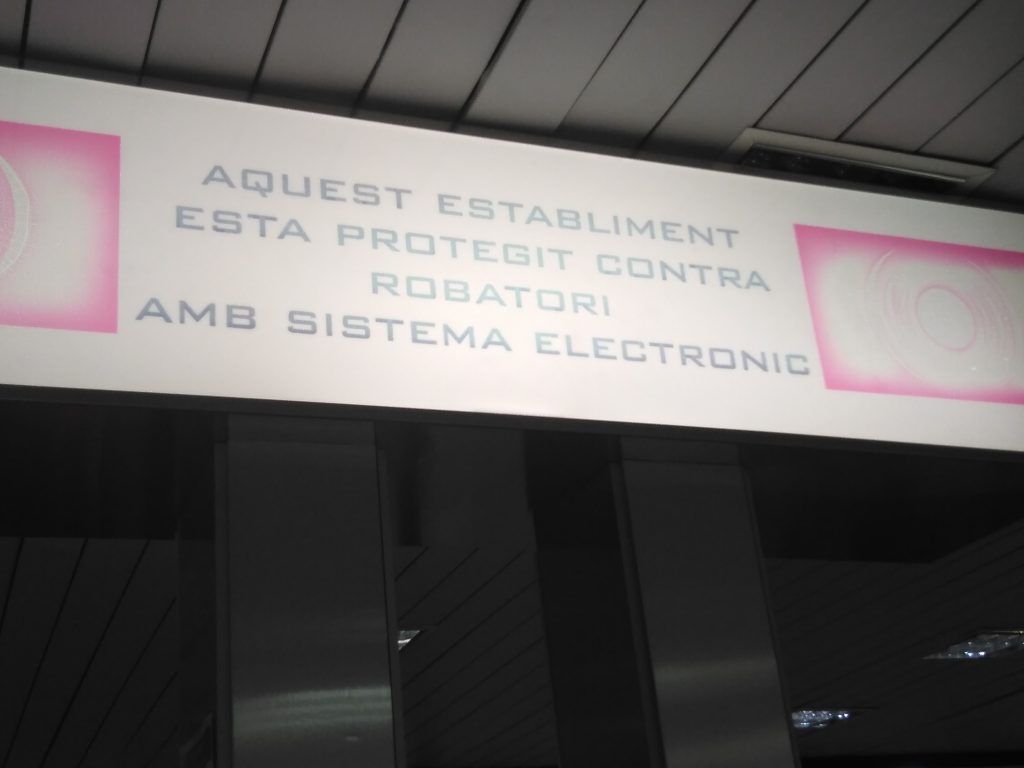 AQUEST ESTABLIMENT
ESTA PROTEGIT CONTRA
ROBATORI
AMB SISTEMA ELECTRONIC